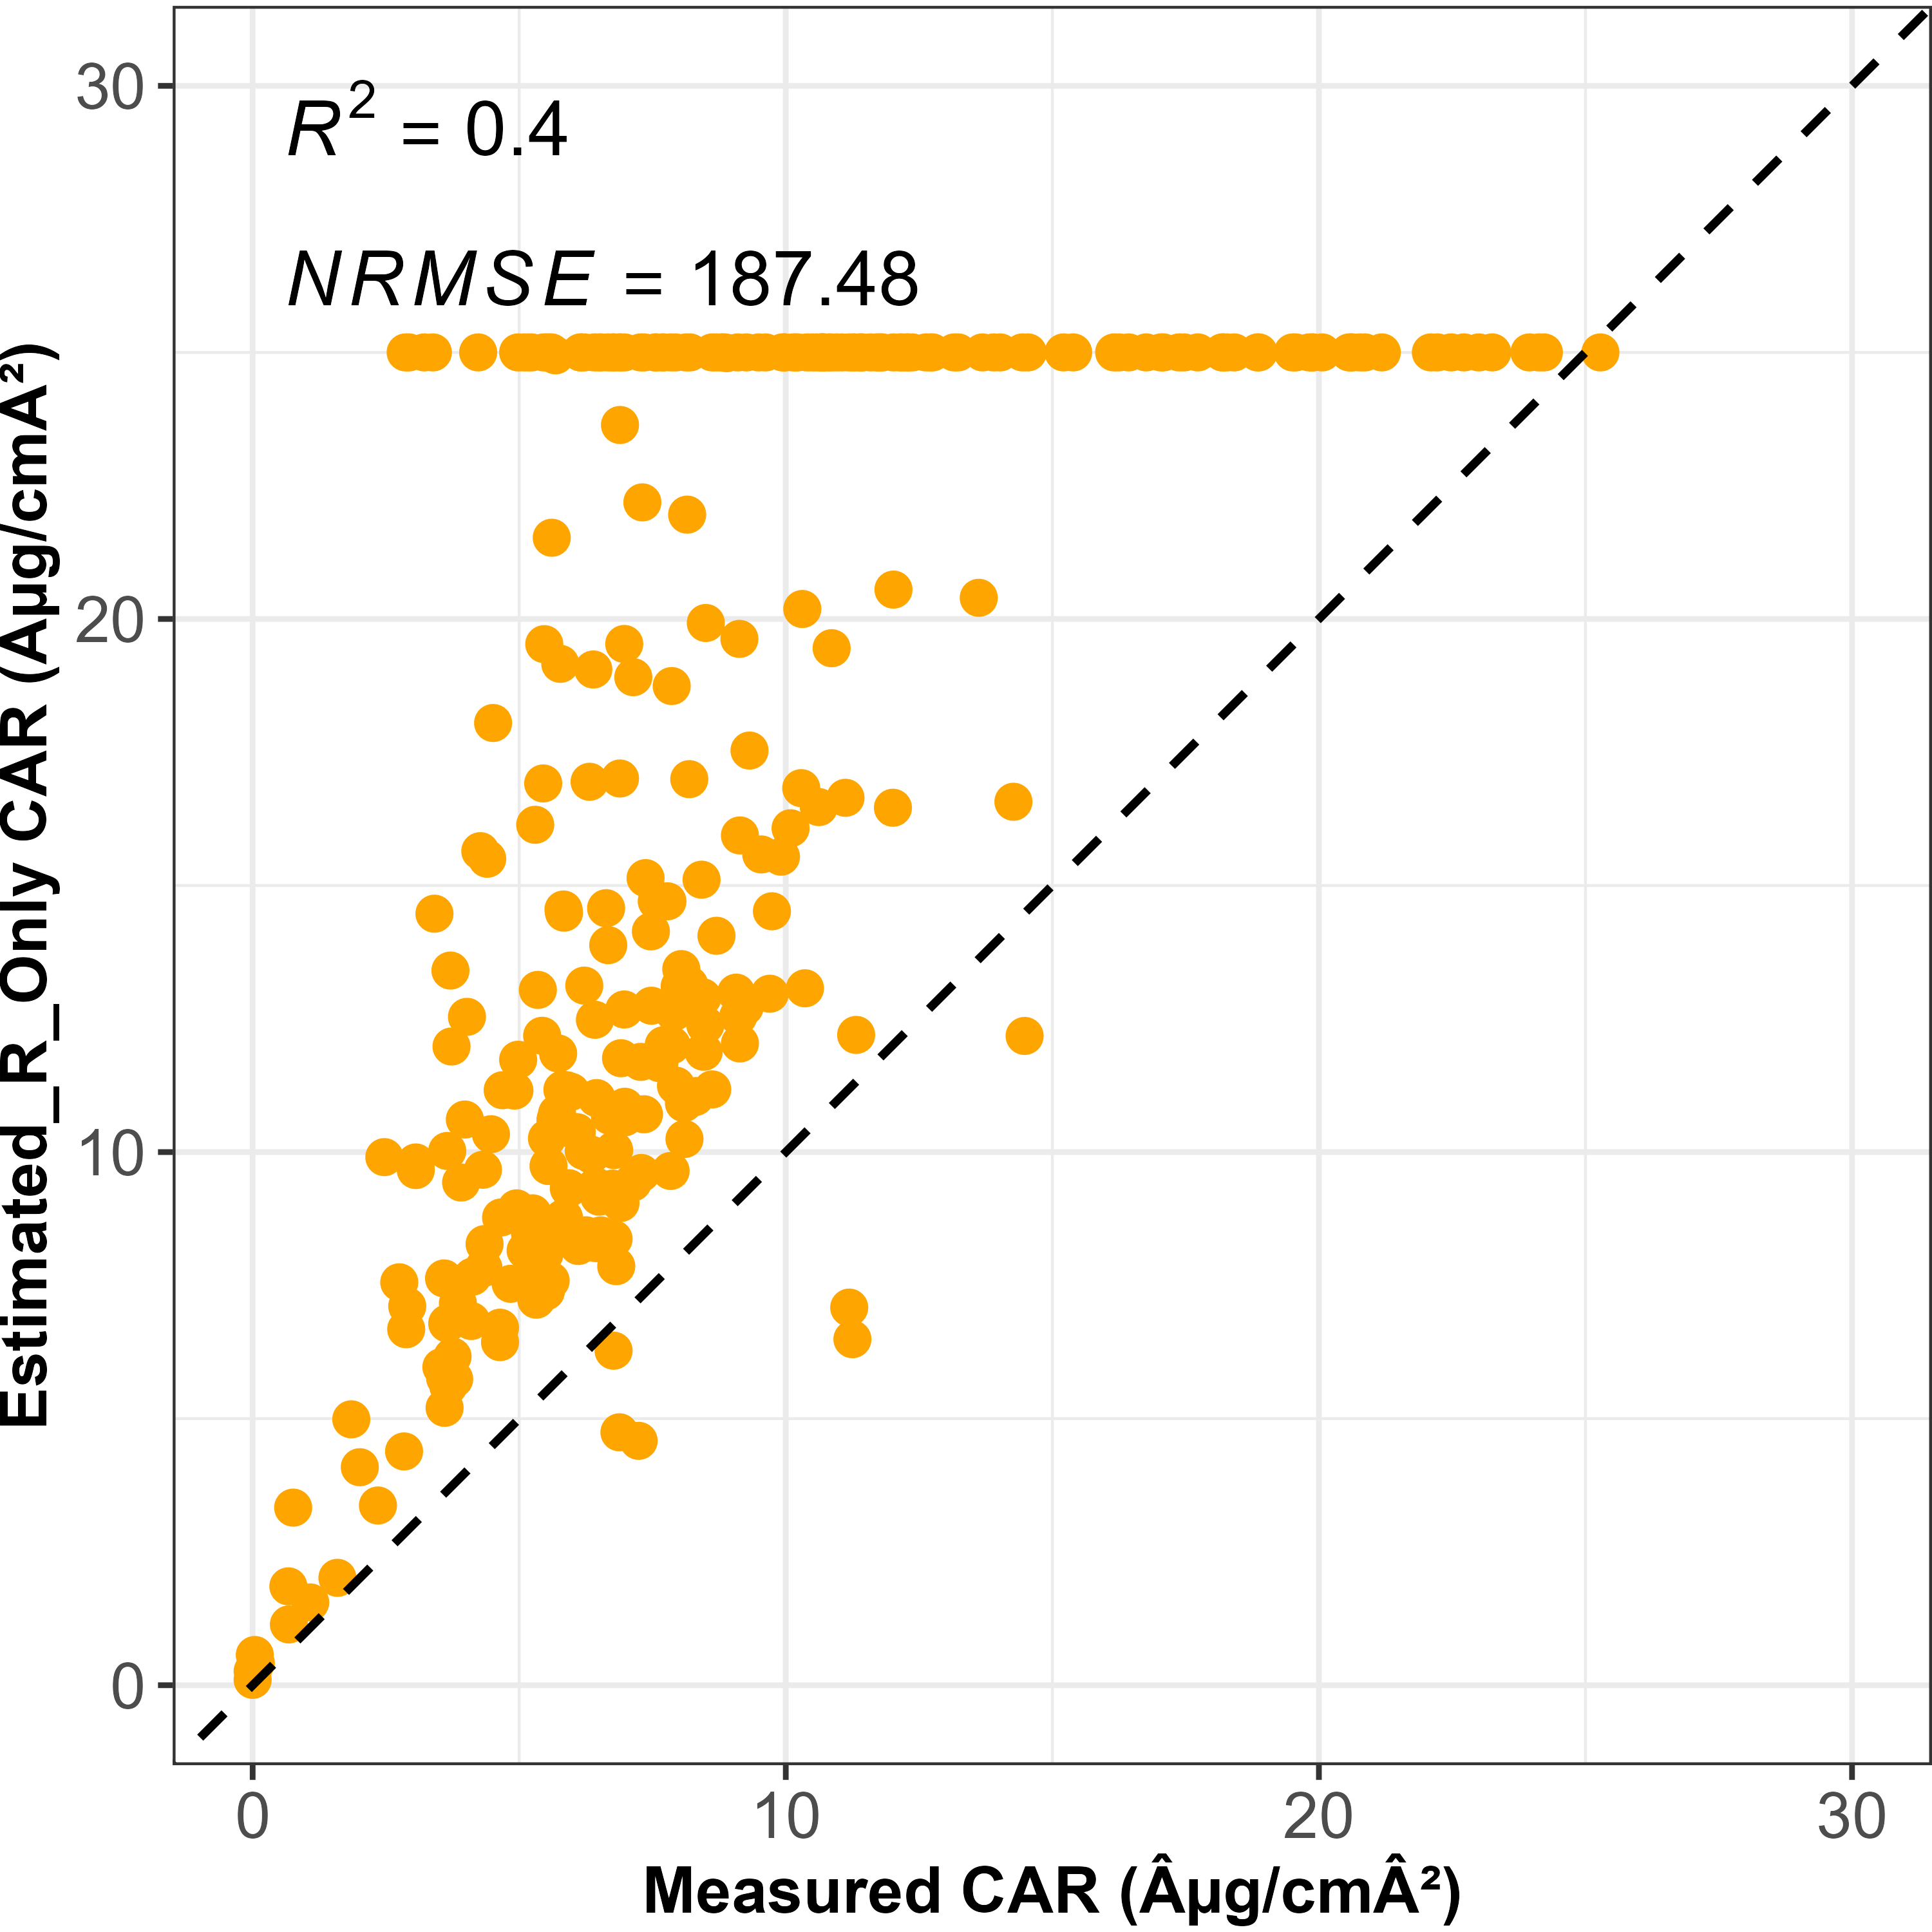 R² = 0.4
NRMSE = 187.48
Estimated_R_Only CAR (Âµg/cmÂ²)
30
20
10
0
0 10 20 30
Measured CAR (Âµg/cmÂ²)